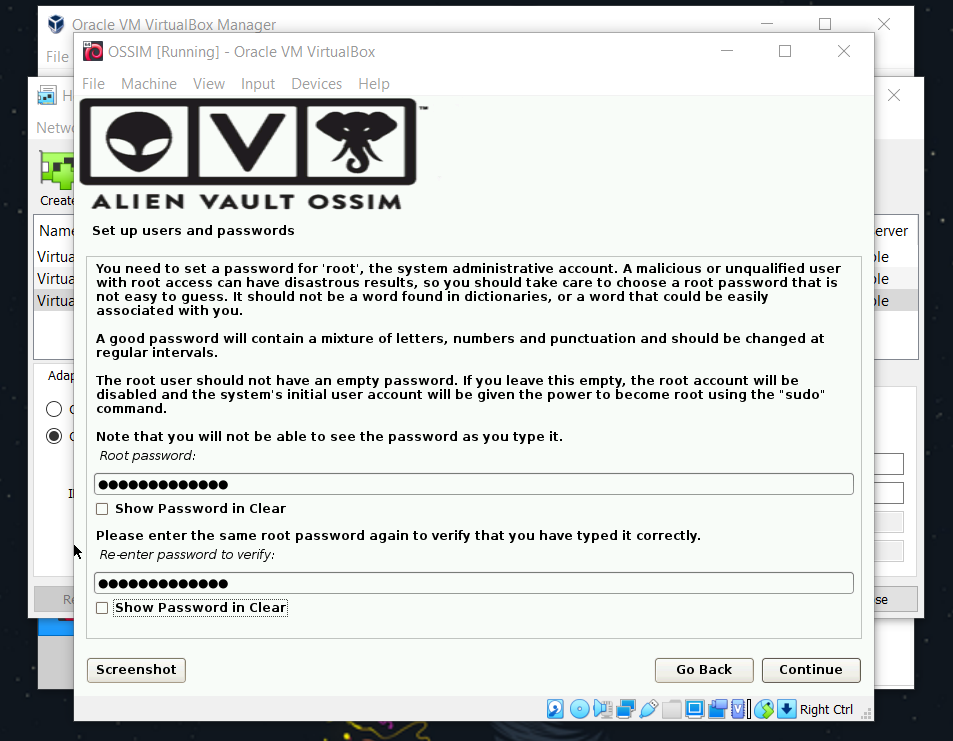 Oracle VM VirtualBox Manager
File
OSSIM [Running] - Oracle VM VirtualBox
File Machine View Input Devices Help
H
Netw
Create
Name
erver
Virtua
ble
Virtua
ble
Virtua
ble
Adap
ALIEN VAULT OSSIM
™
Set up users and passwords
You need to set a password for 'root', the system administrative account. A malicious or unqualified user
with root access can have disastrous results, so you should take care to choose a root password that is
not easy to guess. It should not be a word found in dictionaries, or a word that could be easily
associated with you.
A good password will contain a mixture of letters, numbers and punctuation and should be changed at
regular intervals.
The root user should not have an empty password. If you leave this empty, the root account will be
disabled and the system's initial user account will be given the power to become root using the "sudo"
command.
Note that you will not be able to see the password as you type it.
Root password:
●●●●●●●●●●●●●
Show Password in Clear
Please enter the same root password again to verify that you have typed it correctly.
Re-enter password to verify:
●●●●●●●●●●●●●
Show Password in Clear
Screenshot
Go Back
Continue
Right Ctrl